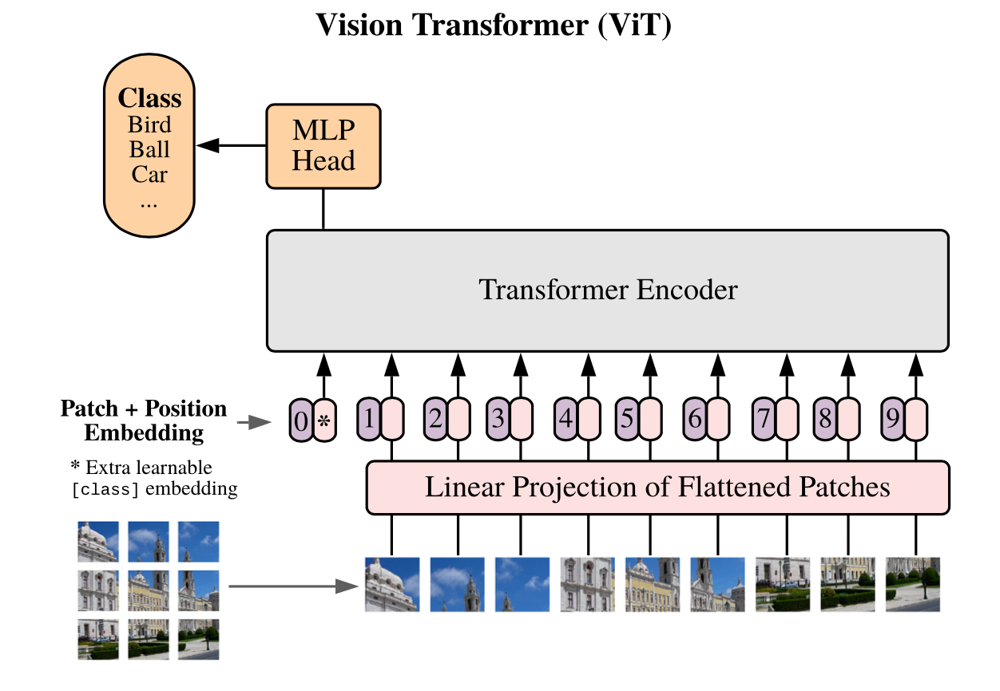 Vision Transformer (ViT)
Class
Bird
Ball
Car
...
MLP
Head
Transformer Encoder
Patch + Position
Embedding
0 * 1 2 3 4 5 6 7 8 9
* Extra learnable
[class] embedding
Linear Projection of Flattened Patches